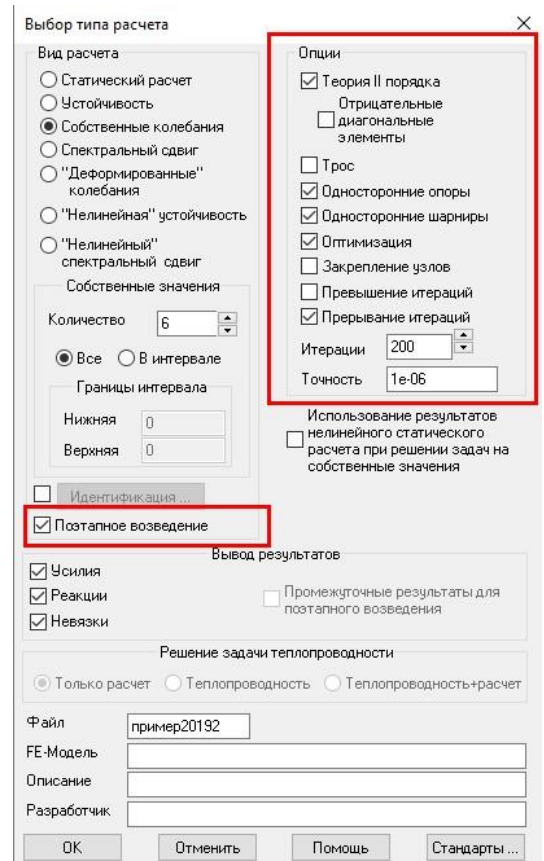 Выбор типа расчета
Вид расчета
Статический расчет
Устойчивость
Собственные колебания
Спектральный сдвиг
"Деформированные"
колебания
"Нелинейная" устойчивость
"Нелинейный"
спектральный сдвиг
Собственные значения
Количество 6
Все В интервале
Границы интервала
Нижняя 0
Верхняя 0
Идентификация ...
Поэтапное возведение
Опции
Теория II порядка
Отрицательные
диагональные
элементы
Трос
Односторонние опоры
Односторонние шарниры
Оптимизация
Закрепление узлов
Превышение итераций
Прерывание итераций
Итерации 200
Точность 1e-06
Использование результатов
нелинейного статического
расчета при решении задач на
собственные значения
Вывод результатов
Усилия
Реакции
Невязки
Промежуточные результаты для
поэтапного возведения
Решение задачи теплопроводности
Только расчет Теплопроводность Теплопроводность+расчет
Файл пример20192
FE-Модель
Описание
Разработчик
OK Отменить Помощь Стандарты ...